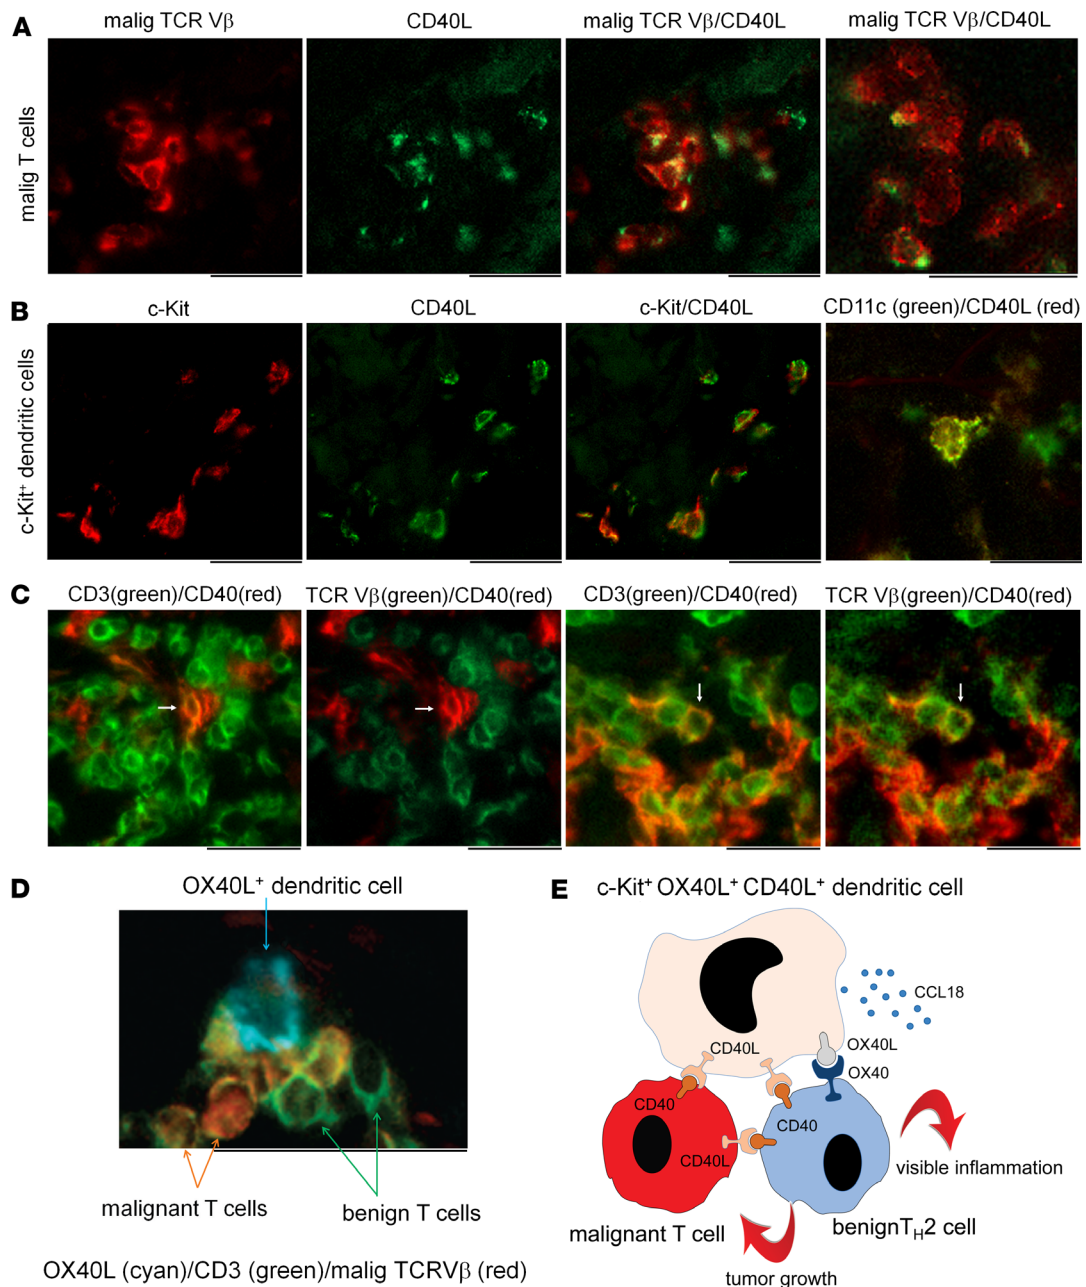 A
malig TCR Vβ
CD40L
malig TCR Vβ/CD40L
malig TCR Vβ/CD40L
malig T cells
B
c-Kit
CD40L
c-Kit/CD40L
CD11c (green)/CD40L (red)
c-Kit⁺ dendritic cells
C
CD3(green)/CD40(red)
TCR Vβ(green)/CD40(red)
CD3(green)/CD40(red)
TCR Vβ(green)/CD40(red)
D
OX40L⁺ dendritic cell
malignant T cells
benign T cells
OX40L (cyan)/CD3 (green)/malig TCRVβ (red)
E
c-Kit⁺ OX40L⁺ CD40L⁺ dendritic cell
CCL18
CD40L
OX40L
OX40
CD40
CD40
CD40L
visible inflammation
malignant T cell
benignT_H2 cell
tumor growth